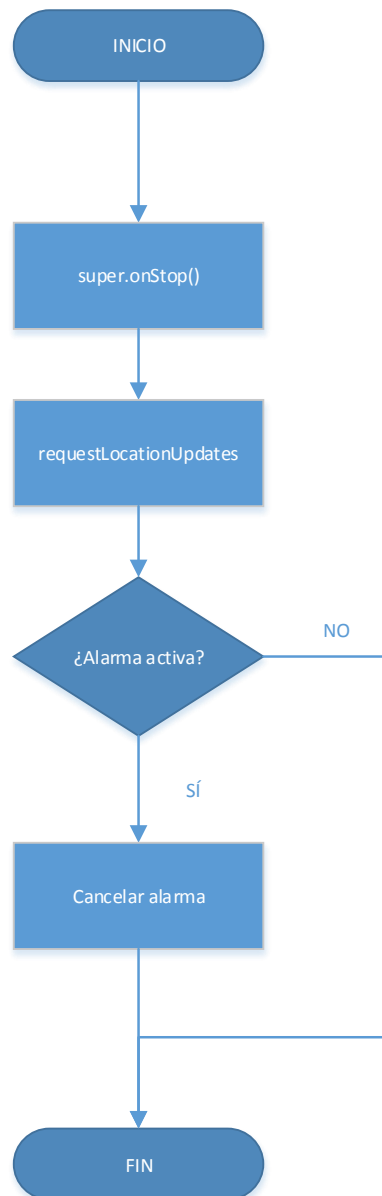 INICIO
super.onStop()
requestLocationUpdates
¿Alarma activa?
NO
SÍ
Cancelar alarma
FIN